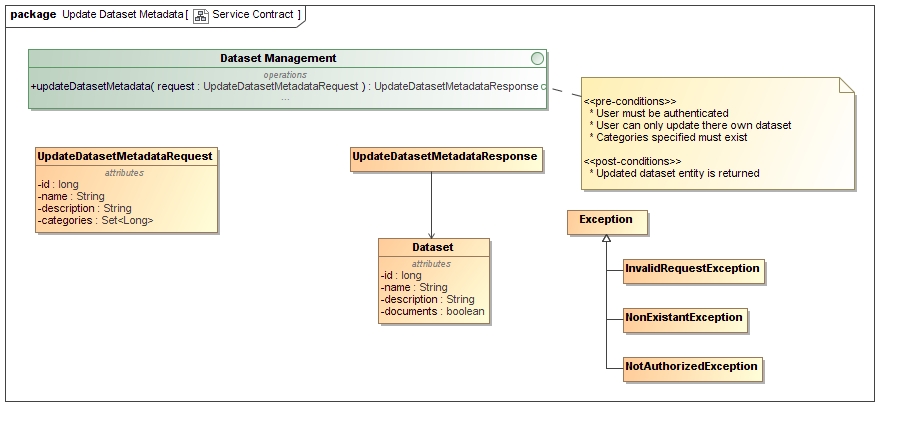 package Update Dataset Metadata [ Service Contract ]
Dataset Management
operations
+updateDatasetMetadata( request : UpdateDatasetMetadataRequest ) : UpdateDatasetMetadataResponse
...
<<pre-conditions>>
* User must be authenticated
* User can only update there own dataset
* Categories specified must exist
<<post-conditions>>
* Updated dataset entity is returned
UpdateDatasetMetadataRequest
attributes
-id : long
-name : String
-description : String
-categories : Set<Long>
UpdateDatasetMetadataResponse
Dataset
attributes
-id : long
-name : String
-description : String
-documents : boolean
Exception
InvalidRequestException
NonExistantException
NotAuthorizedException